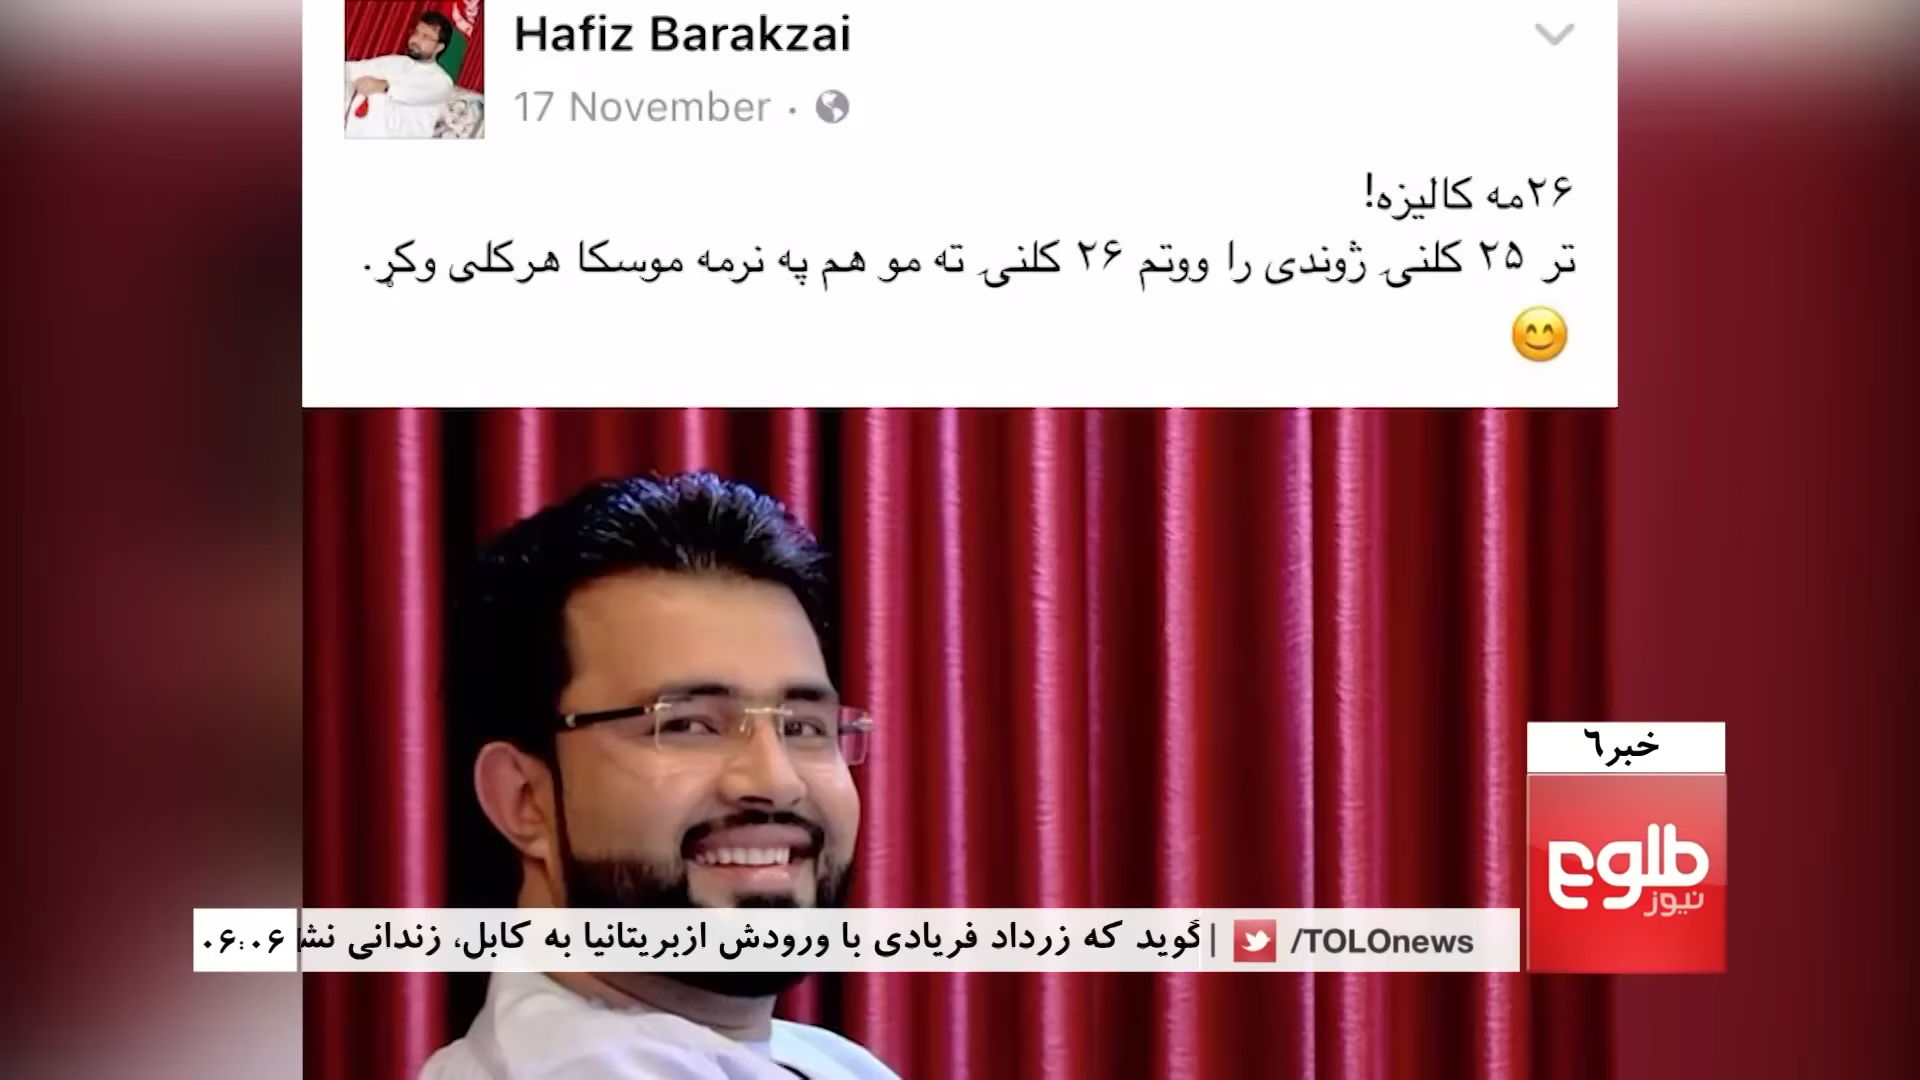 Hafiz Barakzai
17 November ·
۲۶مه کالیزه!
تر ۲۵ کلنۍ ژوندی را ووتم ۲۶ کلنۍ ته مو هم په نرمه موسکا هرکلی وکړ.
خبر٦
طلوع
نیوز
گوید که زرداد فریادی با ورودش ازبریتانیا به کابل، زندانی نش
۰۶:۰۶
/TOLOnews